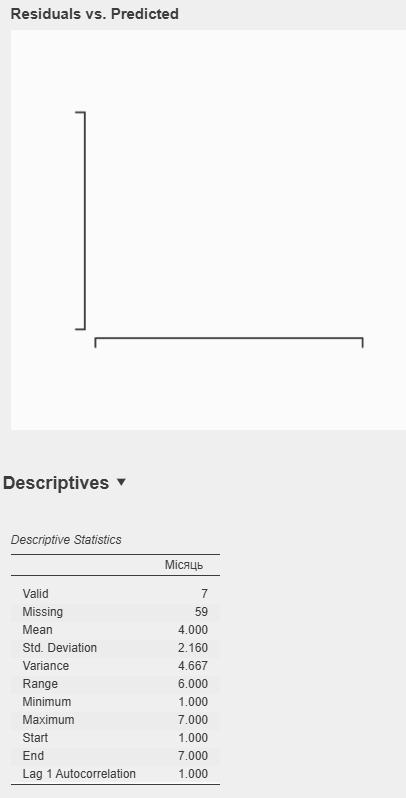 Residuals vs. Predicted
Descriptives ▼
Descriptive Statistics
Місяць
Valid 7
Missing 59
Mean 4.000
Std. Deviation 2.160
Variance 4.667
Range 6.000
Minimum 1.000
Maximum 7.000
Start 1.000
End 7.000
Lag 1 Autocorrelation 1.000